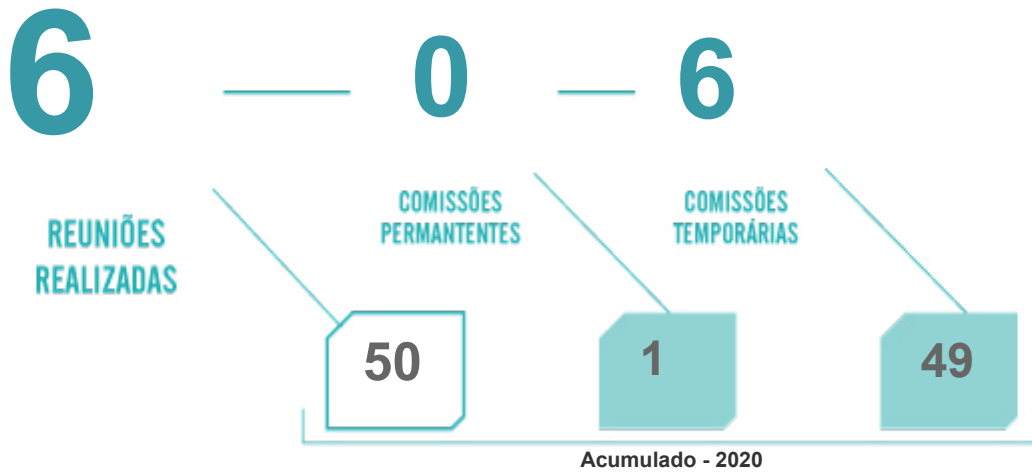 6
0
6
REUNIÕES
REALIZADAS
COMISSÕES
PERMANTENTES
COMISSÕES
TEMPORÁRIAS
50
1
49
Acumulado - 2020